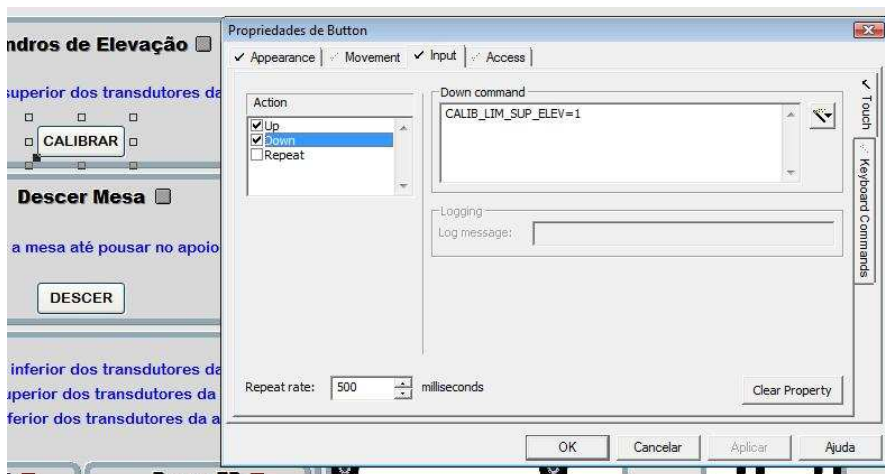 ndros de Elevação
superior dos transdutores da
CALIBRAR
Descer Mesa
a mesa até pousar no apoio
DESCER
inferior dos transdutores da
uperior dos transdutores da
ferior dos transdutores da a
Propriedades de Button
Appearance
Movement
Input
Access
Action
Up
Down
Repeat
Down command
CALIB_LIM_SUP_ELEV=1
Logging
Log message:
Touch
Keyboard Commands
Repeat rate:
500
milliseconds
Clear Property
OK
Cancelar
Aplicar
Ajuda